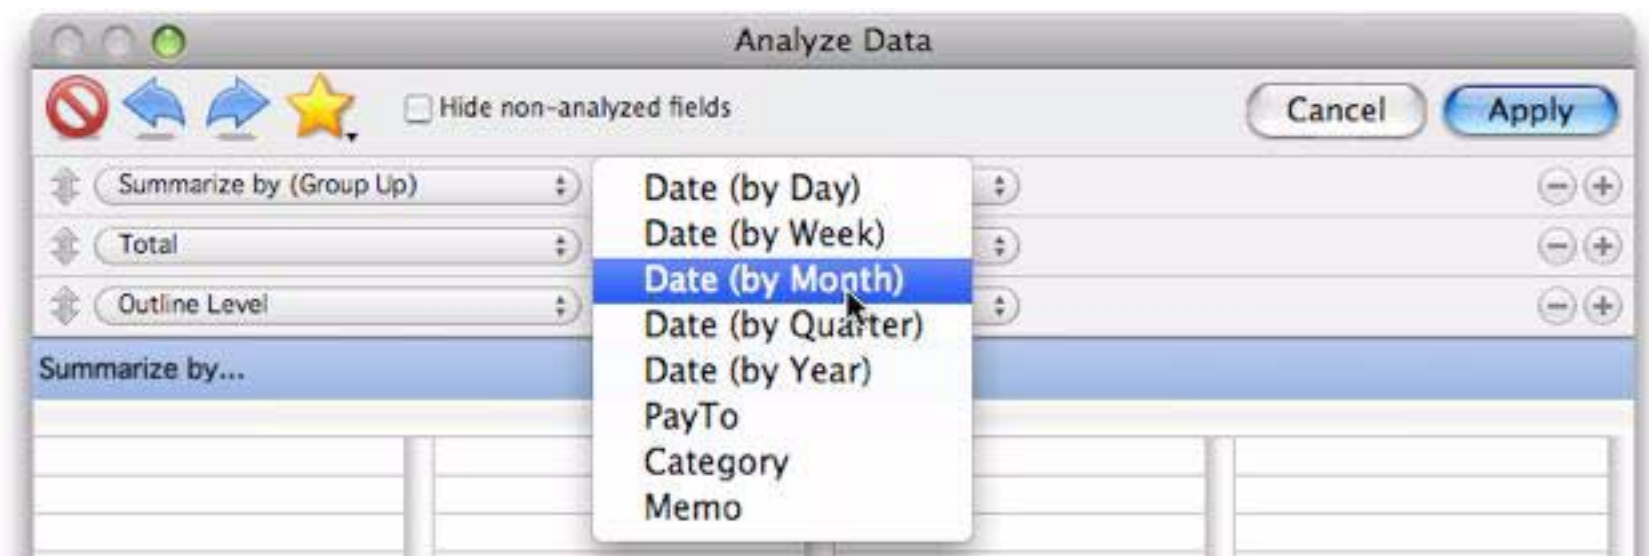 Analyze Data
Hide non-analyzed fields
Cancel
Apply
Summarize by (Group Up)
Total
Outline Level
Date (by Day)
Date (by Week)
Date (by Month)
Date (by Quarter)
Date (by Year)
PayTo
Category
Memo
Summarize by...